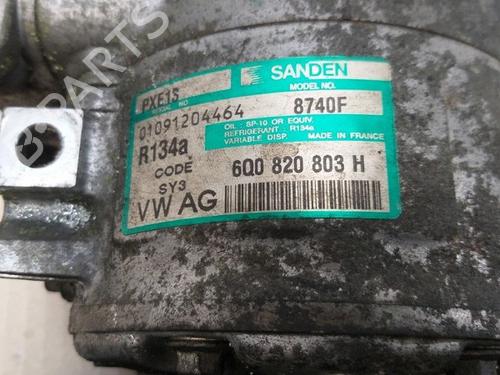 SANDEN
PXE1S
MODEL NO.
SERIAL NO
8740F
01091204464
OIL : SP-10 OR EQUIV.
REFRIGERANT : R134a
VARIABLE DISP. MADE IN FRANCE
R134a
CODE
SY3
6Q0 820 803 H
VW AG